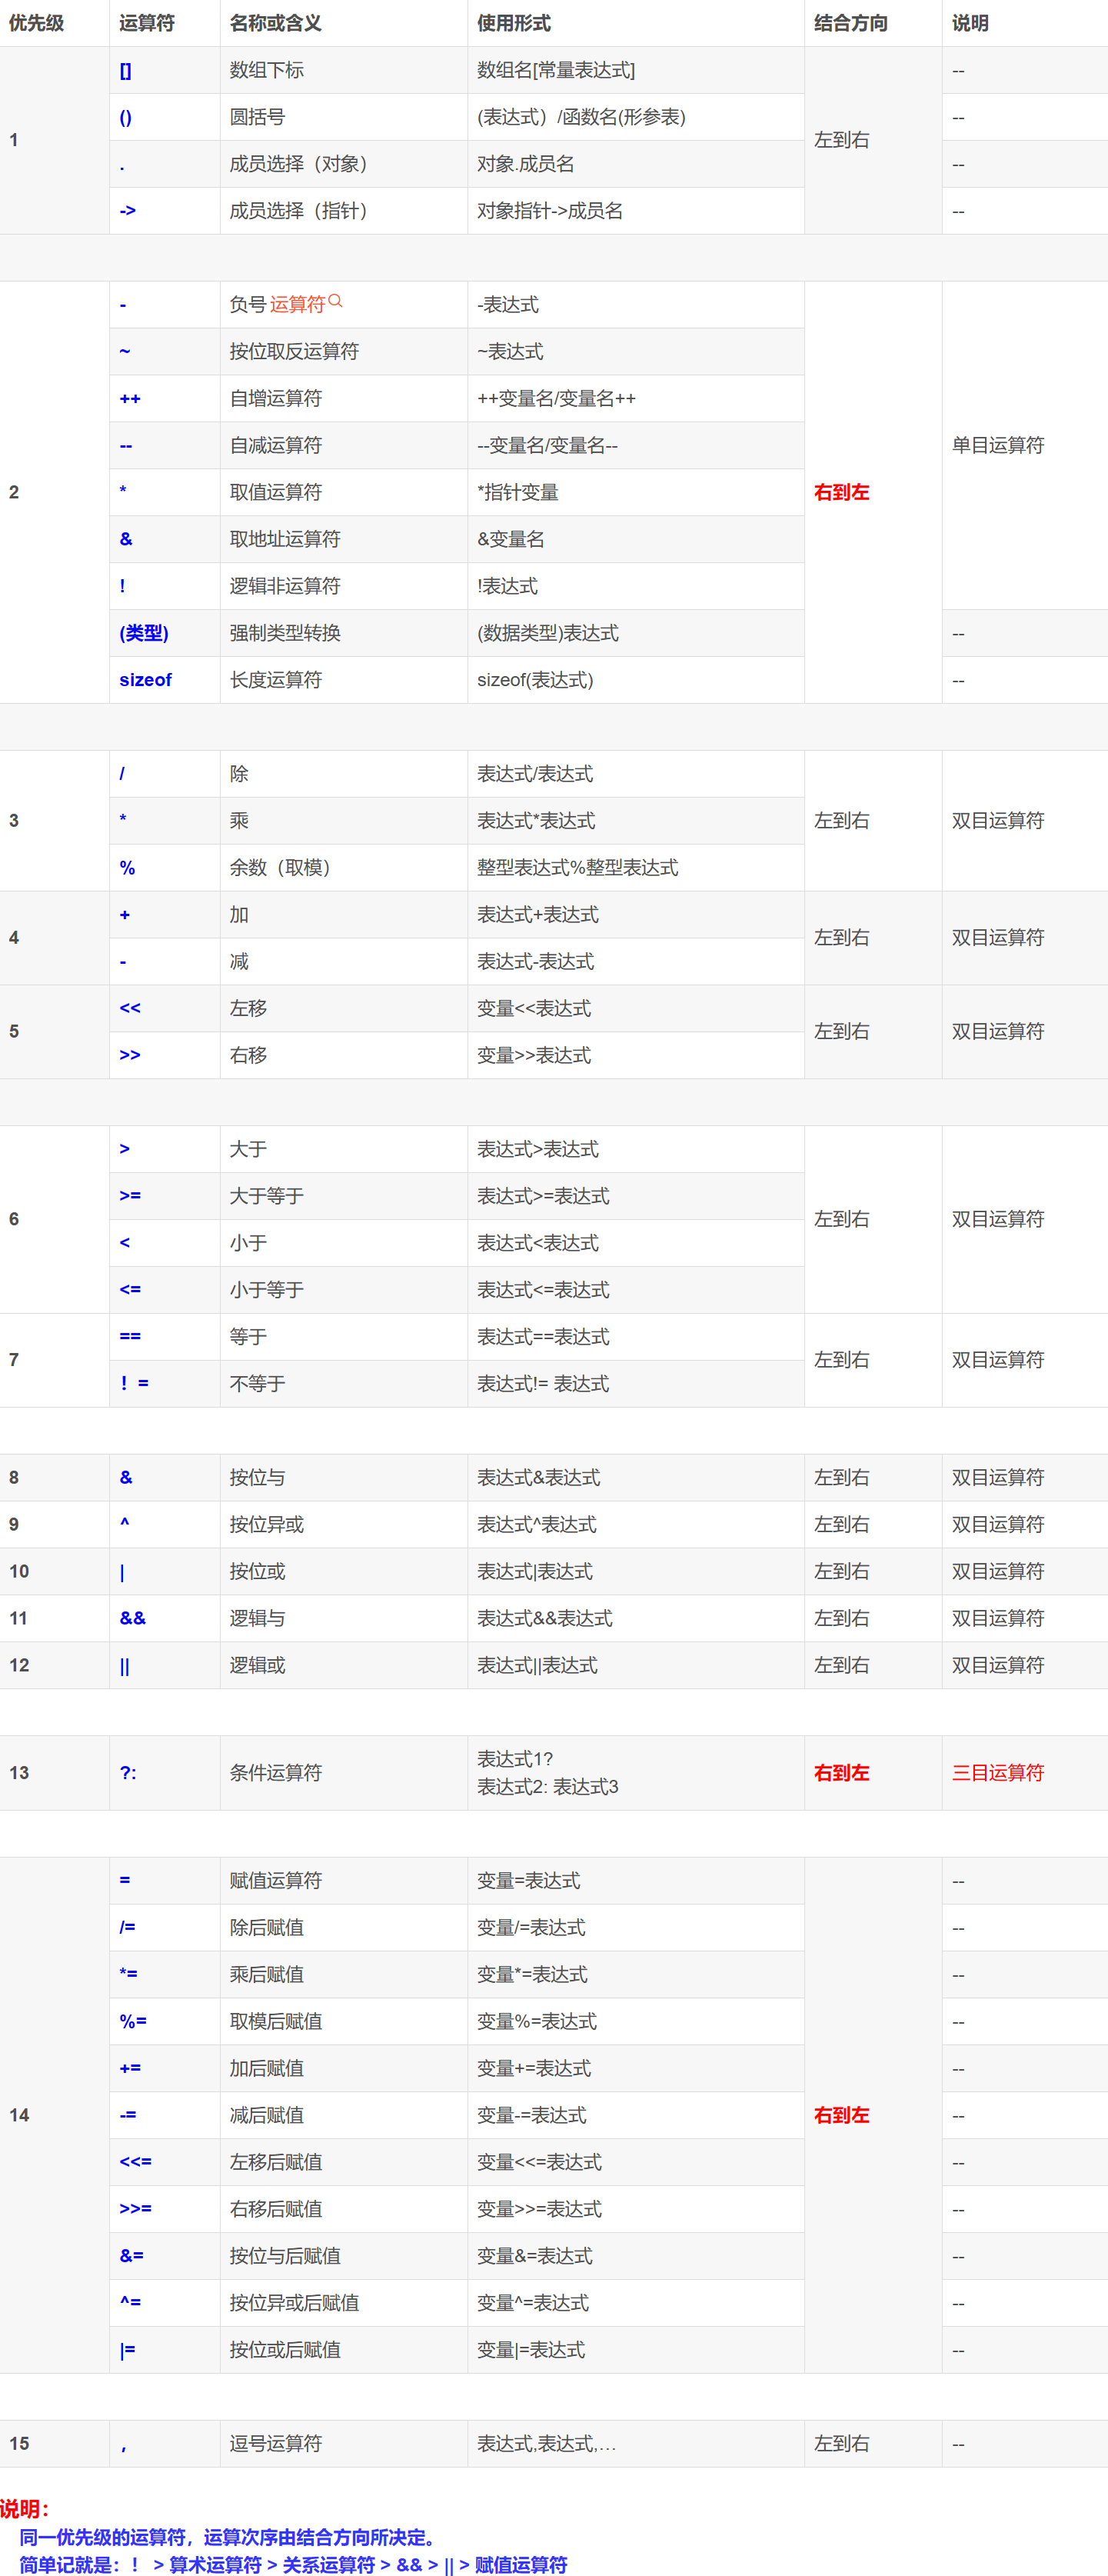 优先级 运算符 名称或含义 使用形式 结合方向 说明
1 [] 数组下标 数组名[常量表达式] 左到右 --
() 圆括号 (表达式）/函数名(形参表) --
. 成员选择（对象） 对象.成员名 --
-> 成员选择（指针） 对象指针->成员名 --
2 - 负号 运算符 -表达式 右到左 单目运算符
~ 按位取反运算符 ~表达式
++ 自增运算符 ++变量名/变量名++
-- 自减运算符 --变量名/变量名--
* 取值运算符 *指针变量
& 取地址运算符 &变量名
! 逻辑非运算符 !表达式
(类型) 强制类型转换 (数据类型)表达式 --
sizeof 长度运算符 sizeof(表达式) --
3 / 除 表达式/表达式 左到右 双目运算符
* 乘 表达式*表达式
% 余数（取模） 整型表达式%整型表达式
4 + 加 表达式+表达式 左到右 双目运算符
- 减 表达式-表达式
5 << 左移 变量<<表达式 左到右 双目运算符
>> 右移 变量>>表达式
6 > 大于 表达式>表达式 左到右 双目运算符
>= 大于等于 表达式>=表达式
< 小于 表达式<表达式
<= 小于等于 表达式<=表达式
7 == 等于 表达式==表达式 左到右 双目运算符
！= 不等于 表达式!= 表达式
8 & 按位与 表达式&表达式 左到右 双目运算符
9 ^ 按位异或 表达式^表达式 左到右 双目运算符
10 | 按位或 表达式|表达式 左到右 双目运算符
11 && 逻辑与 表达式&&表达式 左到右 双目运算符
12 || 逻辑或 表达式||表达式 左到右 双目运算符
13 ?: 条件运算符 表达式1? 右到左 三目运算符
表达式2: 表达式3
14 = 赋值运算符 变量=表达式 右到左 --
/= 除后赋值 变量/=表达式 --
*= 乘后赋值 变量*=表达式 --
%= 取模后赋值 变量%=表达式 --
+= 加后赋值 变量+=表达式 --
-= 减后赋值 变量-=表达式 --
<<= 左移后赋值 变量<<=表达式 --
>>= 右移后赋值 变量>>=表达式 --
&= 按位与后赋值 变量&=表达式 --
^= 按位异或后赋值 变量^=表达式 --
|= 按位或后赋值 变量|=表达式 --
15 , 逗号运算符 表达式,表达式,… 左到右 --
说明：
同一优先级的运算符，运算次序由结合方向所决定。
简单记就是：！ > 算术运算符 > 关系运算符 > && > || > 赋值运算符